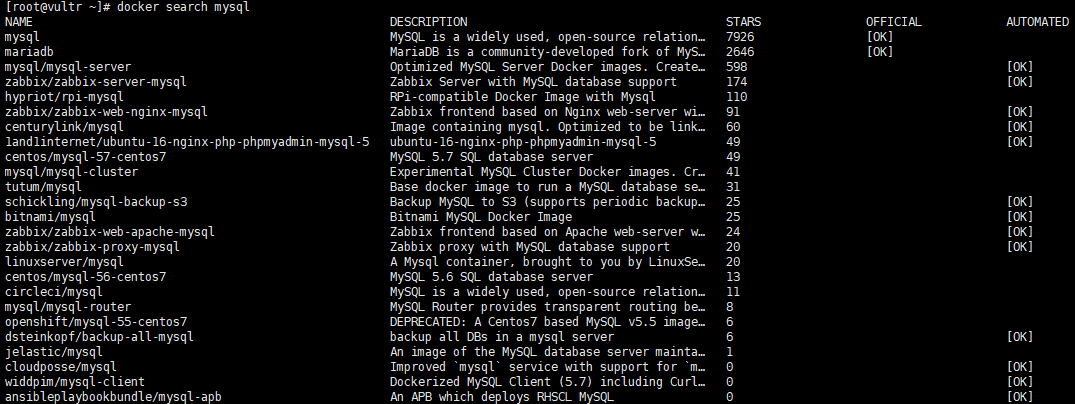 [root@vultr ~]# docker search mysql
NAME DESCRIPTION STARS OFFICIAL AUTOMATED
mysql MySQL is a widely used, open-source relation… 7926 [OK]
mariadb MariaDB is a community-developed fork of MyS… 2646 [OK]
mysql/mysql-server Optimized MySQL Server Docker images. Create… 598 [OK]
zabbix/zabbix-server-mysql Zabbix Server with MySQL database support 174 [OK]
hypriot/rpi-mysql RPi-compatible Docker Image with Mysql 110
zabbix/zabbix-web-nginx-mysql Zabbix frontend based on Nginx web-server wi… 91 [OK]
centurylink/mysql Image containing mysql. Optimized to be link… 60 [OK]
1and1internet/ubuntu-16-nginx-php-phpmyadmin-mysql-5 ubuntu-16-nginx-php-phpmyadmin-mysql-5 49 [OK]
centos/mysql-57-centos7 MySQL 5.7 SQL database server 49
mysql/mysql-cluster Experimental MySQL Cluster Docker images. Cr… 41
tutum/mysql Base docker image to run a MySQL database se… 31
schickling/mysql-backup-s3 Backup MySQL to S3 (supports periodic backup… 25 [OK]
bitnami/mysql Bitnami MySQL Docker Image 25 [OK]
zabbix/zabbix-web-apache-mysql Zabbix frontend based on Apache web-server w… 24 [OK]
zabbix/zabbix-proxy-mysql Zabbix proxy with MySQL database support 20 [OK]
linuxserver/mysql A Mysql container, brought to you by LinuxSe… 20
centos/mysql-56-centos7 MySQL 5.6 SQL database server 13
circleci/mysql MySQL is a widely used, open-source relation… 11
mysql/mysql-router MySQL Router provides transparent routing be… 8
openshift/mysql-55-centos7 DEPRECATED: A Centos7 based MySQL v5.5 image… 6
dsteinkopf/backup-all-mysql backup all DBs in a mysql server 6 [OK]
jelastic/mysql An image of the MySQL database server mainta… 1
cloudposse/mysql Improved `mysql` service with support for `m… 0 [OK]
widdpim/mysql-client Dockerized MySQL Client (5.7) including Curl… 0 [OK]
ansibleplaybookbundle/mysql-apb An APB which deploys RHSCL MySQL 0 [OK]